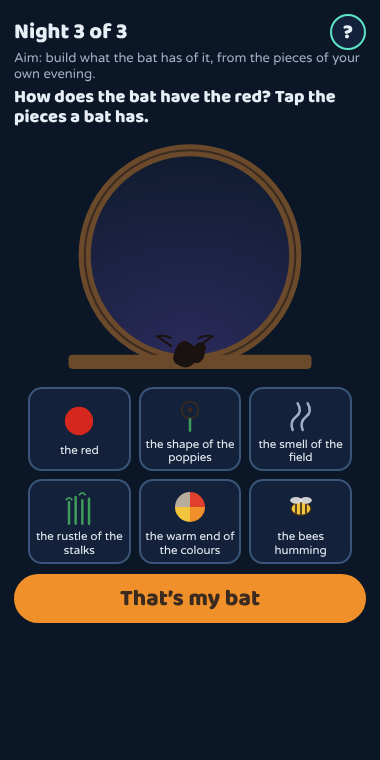 Night 3 of 3
?
Aim: build what the bat has of it, from the pieces of your
own evening.
How does the bat have the red? Tap the
pieces a bat has.
the red
the shape of the
poppies
the smell of the
field
the rustle of the
stalks
the warm end of
the colours
the bees
humming
That's my bat